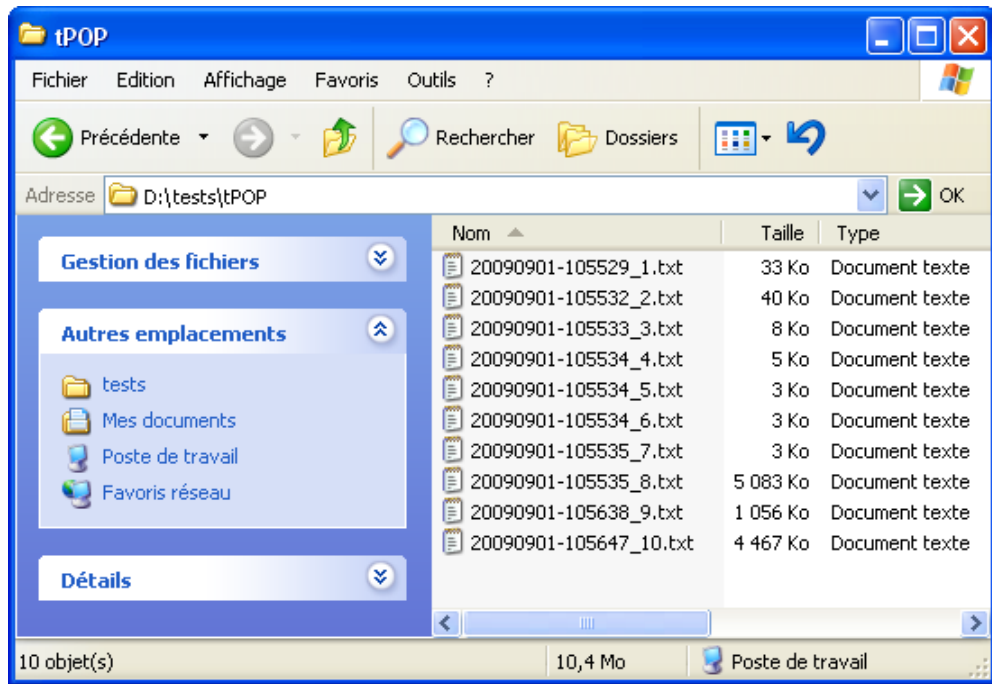 tPOP
Fichier Edition Affichage Favoris Outils ?
Précédente Rechercher Dossiers
Adresse D:\tests\tPOP OK
Gestion des fichiers
Autres emplacements
tests
Mes documents
Poste de travail
Favoris réseau
Détails
Nom Taille Type
20090901-105529_1.txt 33 Ko Document texte
20090901-105532_2.txt 40 Ko Document texte
20090901-105533_3.txt 8 Ko Document texte
20090901-105534_4.txt 5 Ko Document texte
20090901-105534_5.txt 3 Ko Document texte
20090901-105534_6.txt 3 Ko Document texte
20090901-105535_7.txt 3 Ko Document texte
20090901-105535_8.txt 5 083 Ko Document texte
20090901-105638_9.txt 1 056 Ko Document texte
20090901-105647_10.txt 4 467 Ko Document texte
10 objet(s) 10,4 Mo Poste de travail